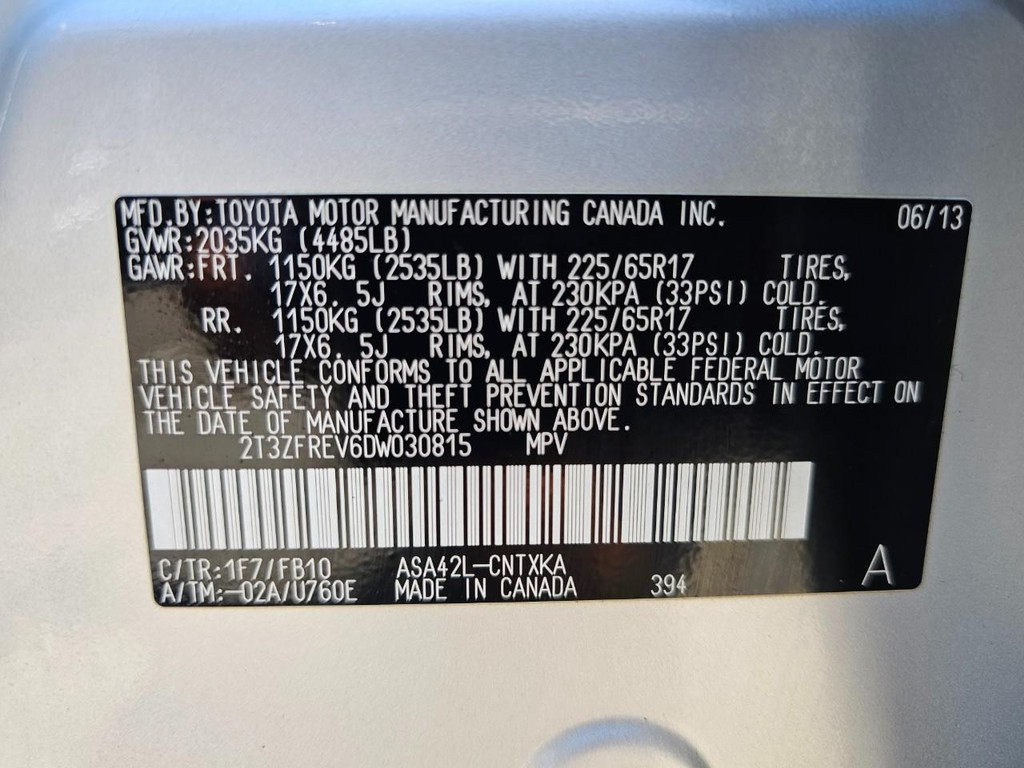 MFD.BY:TOYOTA MOTOR MANUFACTURING CANADA INC. 06/13
GVWR:2035KG (4485LB)
GAWR:FRT. 1150KG (2535LB) WITH 225/65R17 TIRES,
17X6.5J RIMS, AT 230KPA (33PSI) COLD.
RR. 1150KG (2535LB) WITH 225/65R17 TIRES,
17X6.5J RIMS, AT 230KPA (33PSI) COLD.
THIS VEHICLE CONFORMS TO ALL APPLICABLE FEDERAL MOTOR
VEHICLE SAFETY AND THEFT PREVENTION STANDARDS IN EFFECT ON
THE DATE OF MANUFACTURE SHOWN ABOVE.
2T3ZFREV6DW030815 MPV
C/TR:1F7/FB10 ASA42L-CNTXKA
A/TM:-02A/U760E MADE IN CANADA 394 A